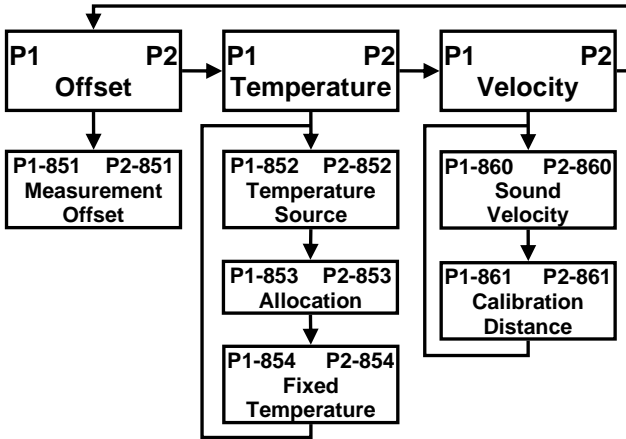 P1 P2
Offset
P1 P2
Temperature
P1 P2
Velocity
P1-851 P2-851
Measurement
Offset
P1-852 P2-852
Temperature
Source
P1-853 P2-853
Allocation
P1-854 P2-854
Fixed
Temperature
P1-860 P2-860
Sound
Velocity
P1-861 P2-861
Calibration
Distance